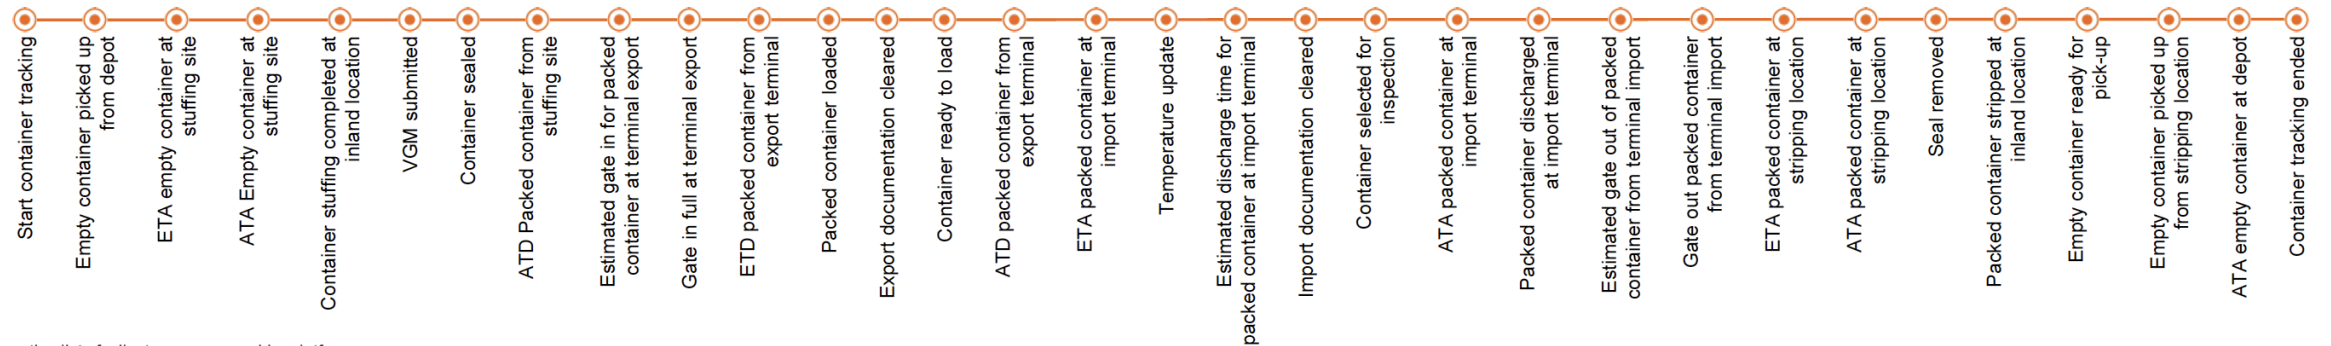 Start container tracking
Empty container picked up
from depot
ETA empty container at
stuffing site
ATA Empty container at
stuffing site
Container stuffing completed at
inland location
VGM submitted
Container sealed
ATD Packed container from
stuffing site
Estimated gate in for packed
container at terminal export
Gate in full at terminal export
ETD packed container from
export terminal
Packed container loaded
Export documentation cleared
Container ready to load
ATD packed container from
export terminal
ETA packed container at
import terminal
Temperature update
Estimated discharge time for
packed container at import terminal
Import documentation cleared
Container selected for
inspection
ATA packed container at
import terminal
Packed container discharged
at import terminal
Estimated gate out of packed
container from terminal import
Gate out packed container
from terminal import
ETA packed container at
stripping location
ATA packed container at
stripping location
Seal removed
Packed container stripped at
inland location
Empty container ready for
pick-up
Empty container picked up
from stripping location
ATA empty container at depot
Container tracking ended